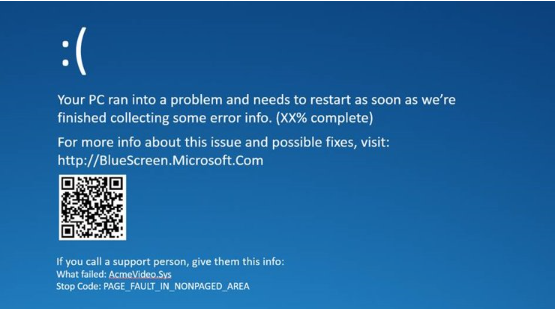 :(
Your PC ran into a problem and needs to restart as soon as we’re
finished collecting some error info. (XX% complete)
For more info about this issue and possible fixes, visit:
http://BlueScreen.Microsoft.Com
If you call a support person, give them this info:
What failed: AcmeVideo.Sys
Stop Code: PAGE_FAULT_IN_NONPAGED_AREA